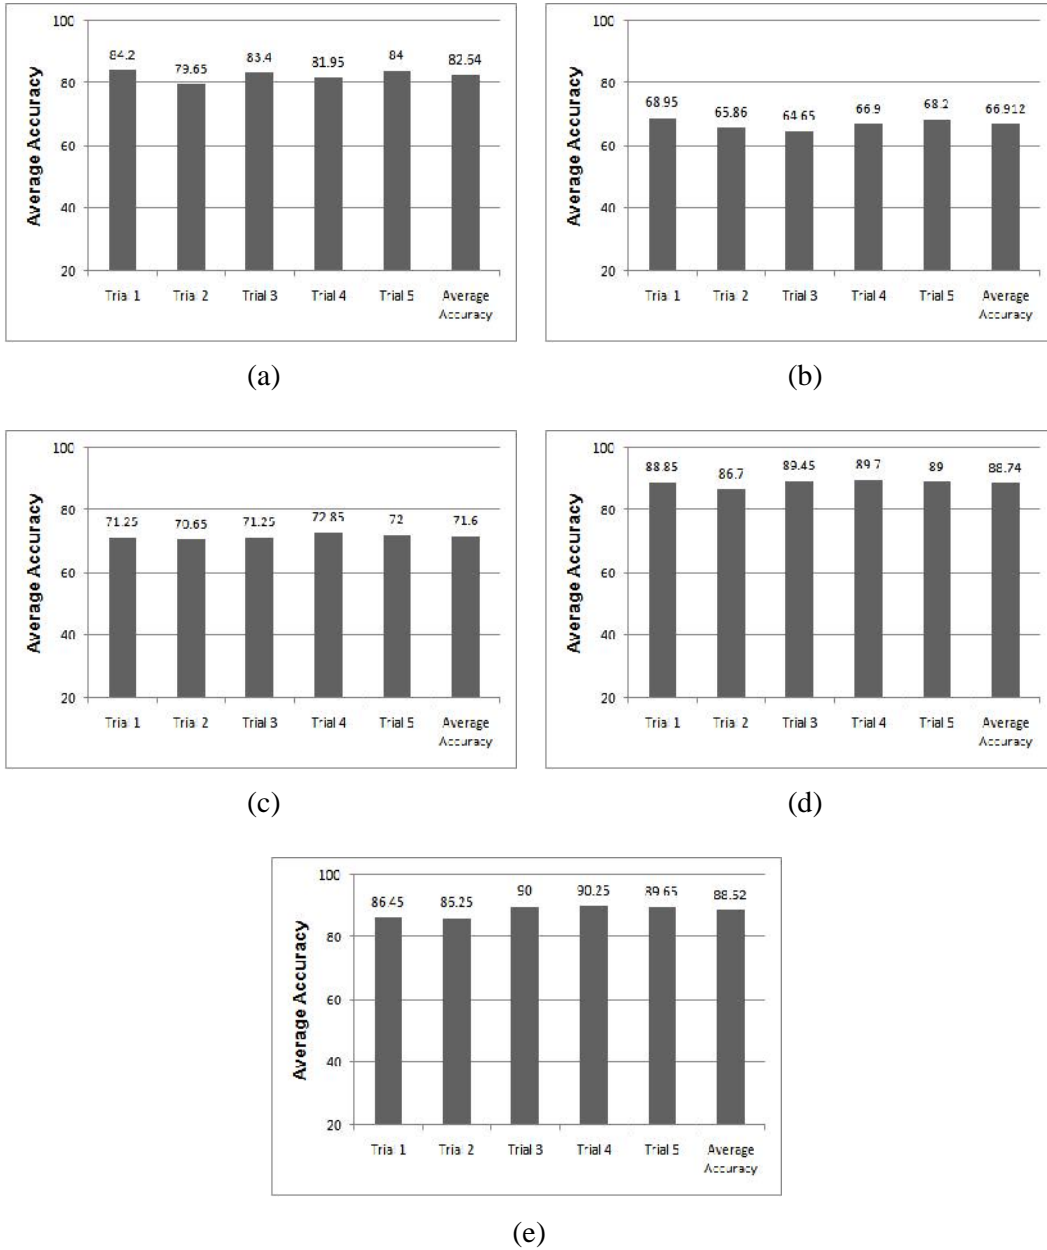 100
80
60
40
20
Average Accuracy
84.2
79.65
83.4
81.95
84
82.64
Trial 1
Trial 2
Trial 3
Trial 4
Trial 5
Average
Accuracy
(a)
100
80
60
40
20
Average Accuracy
68.95
65.86
64.65
66.9
68.2
66.912
Trial 1
Trial 2
Trial 3
Trial 4
Trial 5
Average
Accuracy
(b)
100
80
60
40
20
Average Accuracy
71.25
70.65
71.25
72.85
72
71.6
Trial 1
Trial 2
Trial 3
Trial 4
Trial 5
Average
Accuracy
(c)
100
80
60
40
20
Average Accuracy
88.85
86.7
89.45
89.7
89
88.74
Trial 1
Trial 2
Trial 3
Trial 4
Trial 5
Average
Accuracy
(d)
100
80
60
40
20
Average Accuracy
86.45
86.25
90
90.25
89.65
88.52
Trial 1
Trial 2
Trial 3
Trial 4
Trial 5
Average
Accuracy
(e)